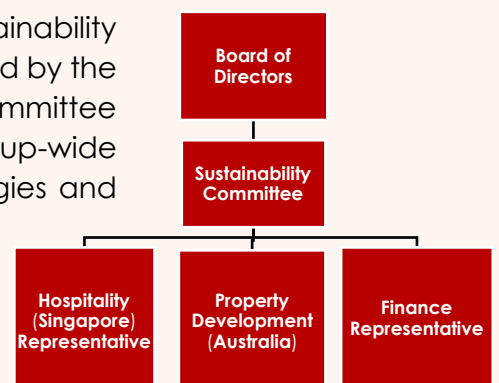 ainability
d by the
mmittee
up-wide
gies and
Board of
Directors
Sustainability
Committee
Hospitality
(Singapore)
Representative
Property
Development
(Australia)
Finance
Representative